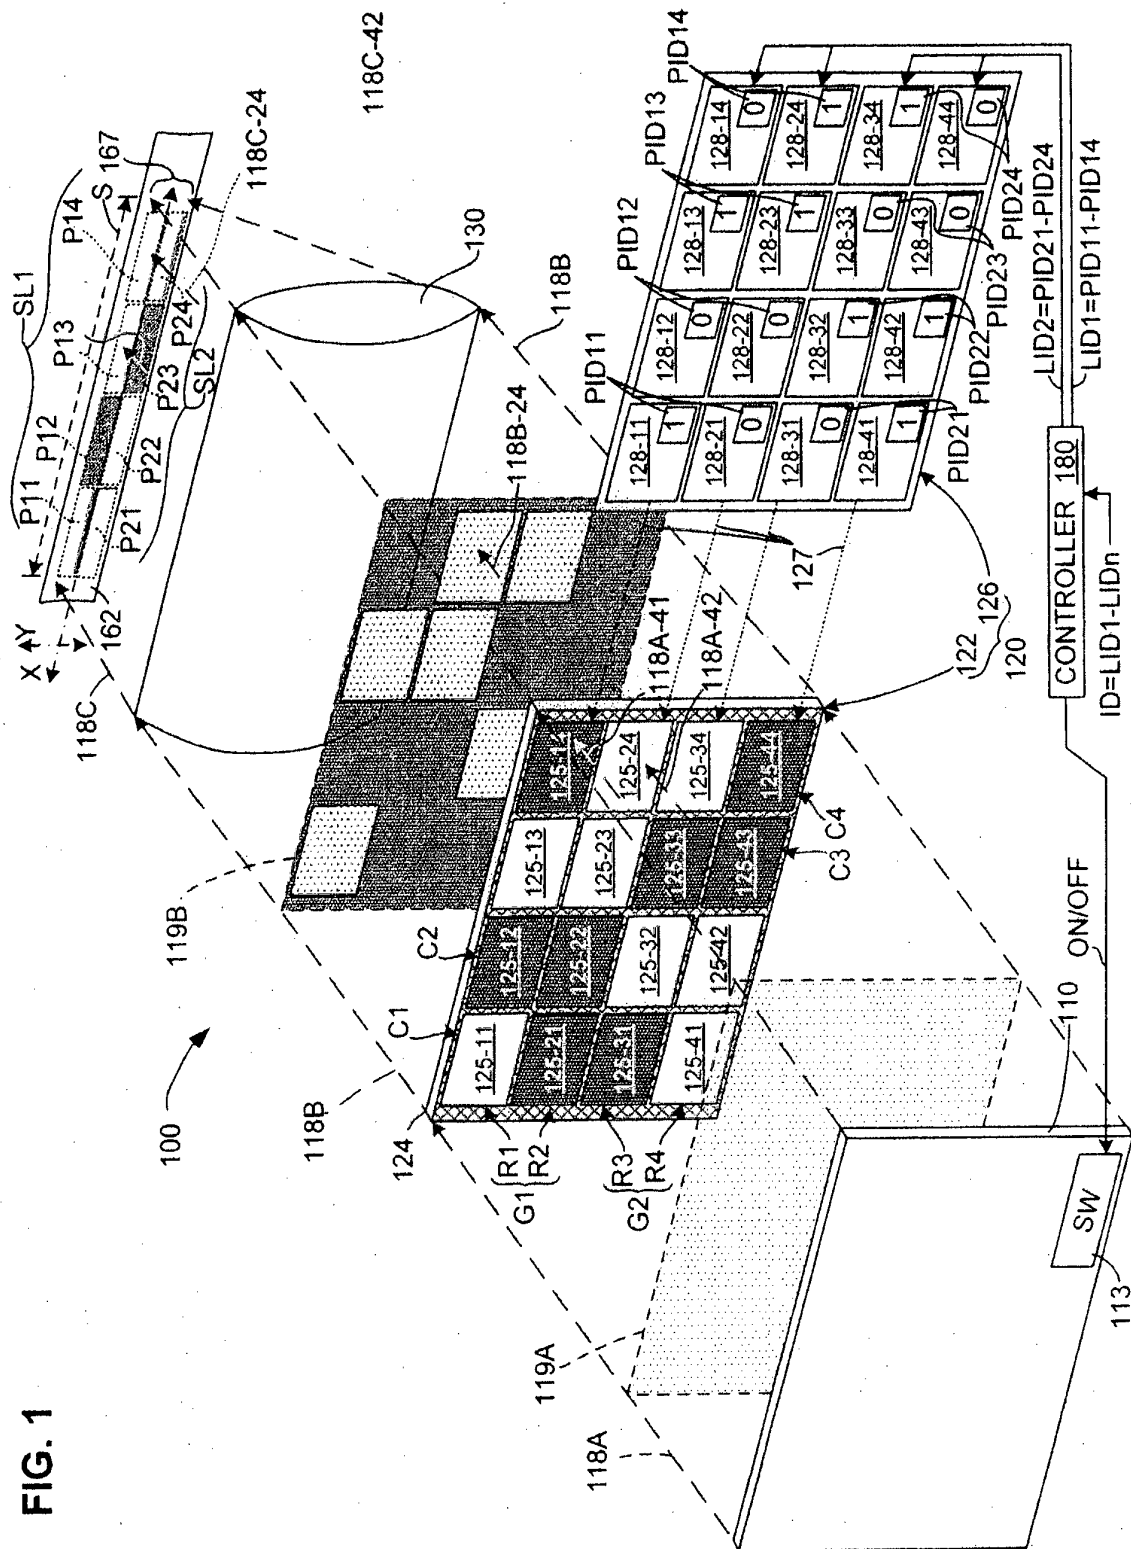 FIG. 1
100
118A
119A
118B
119B
118C
162
X
Y
S
SL1
P11
P12
P13
P14
167
P21
P22
P23
P24
SL2
118C-24
118C-42
130
118B
118B-24
118A-41
118A-42
127
124
C1
C2
C3
C4
G1
R1
R2
G2
R3
R4
125-11
125-12
125-13
125-14
125-21
125-22
125-23
125-24
125-31
125-32
125-33
125-34
125-41
125-42
125-43
125-44
122
126
120
PID11
PID12
PID13
PID14
128-11
1
128-12
0
128-13
1
128-14
0
128-21
0
128-22
0
128-23
1
128-24
1
128-31
0
128-32
1
128-33
0
128-34
1
128-41
1
128-42
1
128-43
0
128-44
0
PID21
PID22
PID23
PID24
LID2=PID21-PID24
LID1=PID11-PID14
CONTROLLER 180
ID=LID1-LIDn
ON/OFF
110
SW
113